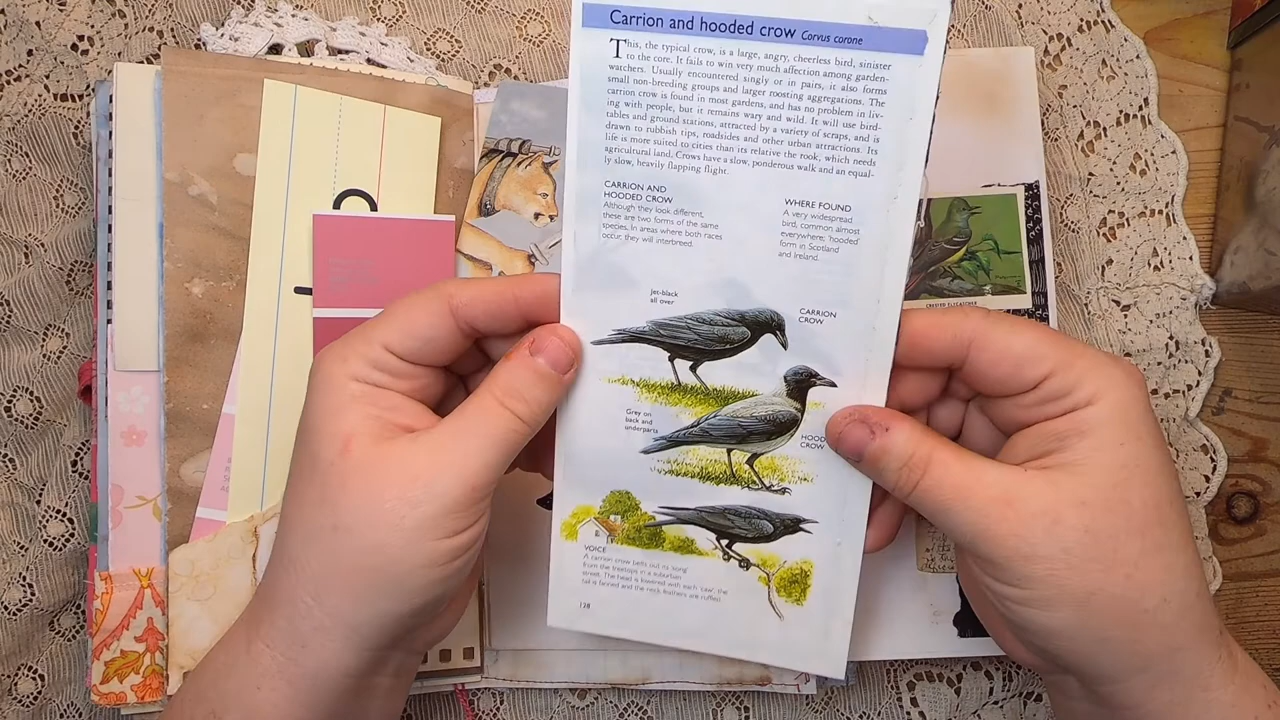 Carrion and hooded crow Corvus corone
This, the typical crow, is a large, angry, cheerless bird, sinister
to the core. It fails to win very much affection among garden-
watchers. Usually encountered singly or in pairs, it also forms
small non-breeding groups and larger roosting aggregations. The
carrion crow is found in most gardens, and has no problem in liv-
ing with people, but it remains wary and wild. It will use bird-
tables and ground stations, attracted by a variety of scraps, and is
drawn to rubbish tips, roadsides and other urban attractions. Its
life is more suited to cities than its relative the rook, which needs
agricultural land. Crows have a slow, ponderous walk and an equal-
ly slow, heavily flapping flight.
CARRION AND
HOODED CROW
Although they look different,
these are two forms of the same
species. In areas where both races
occur, they will interbreed.
WHERE FOUND
A very widespread
bird, common almost
everywhere; 'hooded'
form in Scotland
and Ireland.
Jet-black
all over
CARRION
CROW
Grey on
back and
underparts
HOOD
CROW
VOICE
A carrion crow belts out its 'song'
from the treetops in a suburban
street. The head is lowered with each 'caw', the
tail is fanned and the neck feathers are ruffled.
128
CRESTED FLYCATCHER